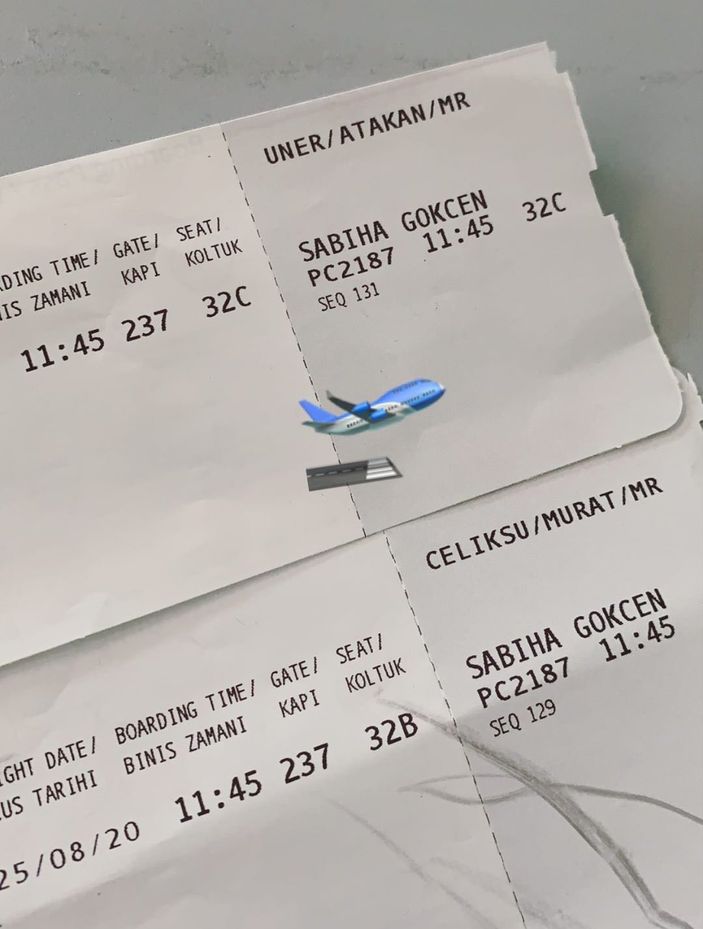 UNER/ATAKAN/MR
SABIHA GOKCEN
PC2187 11:45 32C
SEQ 131
DING TIME/ GATE/ SEAT/
IS ZAMANI KAPI KOLTUK
11:45 237 32C
CELIKSU/MURAT/MR
SABIHA GOKCEN
PC2187 11:45
SEQ 129
IGHT DATE/ BOARDING TIME/ GATE/ SEAT/
US TARIHI BINIS ZAMANI KAPI KOLTUK
25/08/20 11:45 237 32B